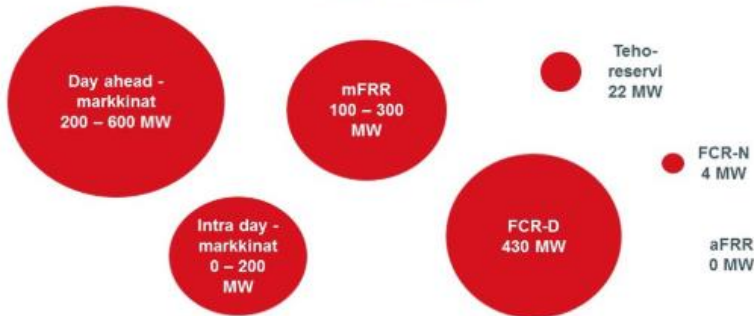 Day ahead -
markkinat
200 – 600 MW
mFRR
100 – 300
MW
Teho-
reservi
22 MW
FCR-N
4 MW
Intra day -
markkinat
0 – 200
MW
FCR-D
430 MW
aFRR
0 MW